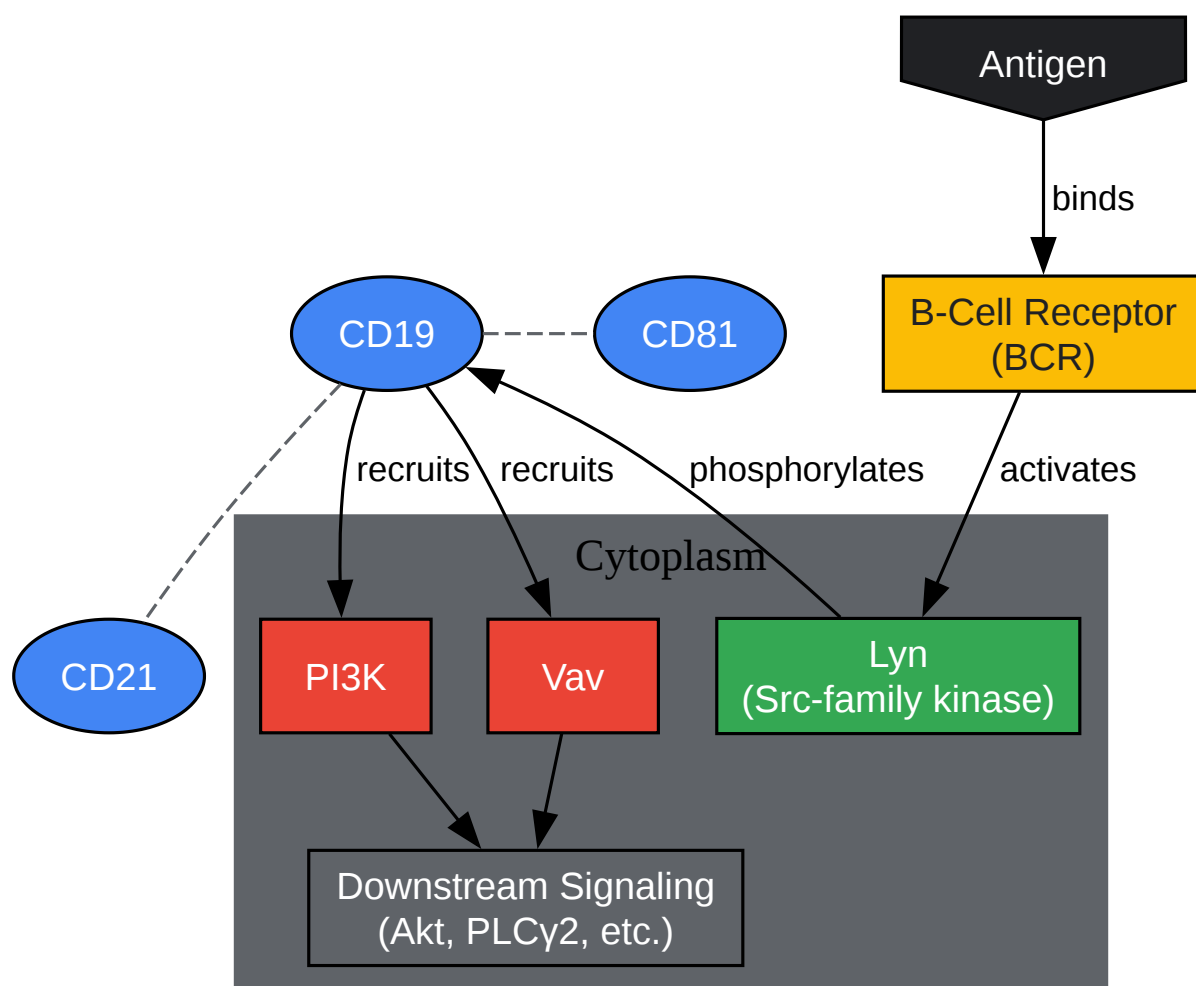 Antigen
binds
B-Cell Receptor
(BCR)
CD19
CD81
recruits
recruits
phosphorylates
activates
Cytoplasm
CD21
PI3K
Vav
Lyn
(Src-family kinase)
Downstream Signaling
(Akt, PLCγ2, etc.)